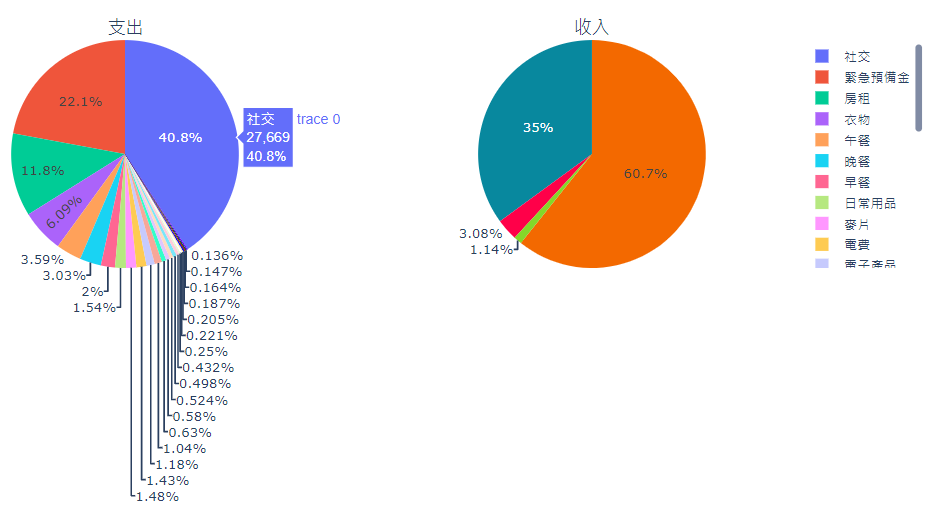 支出
收入
22.1%
40.8%
社交
27,669
40.8%
trace 0
11.8%
6.09%
3.59%
3.03%
2%
1.54%
0.136%
0.147%
0.164%
0.187%
0.205%
0.221%
0.25%
0.432%
0.498%
0.524%
0.58%
0.63%
1.04%
1.18%
1.43%
1.48%
35%
60.7%
3.08%
1.14%
社交
緊急預備金
房租
衣物
午餐
晚餐
早餐
日常用品
麥片
電費
電子產品